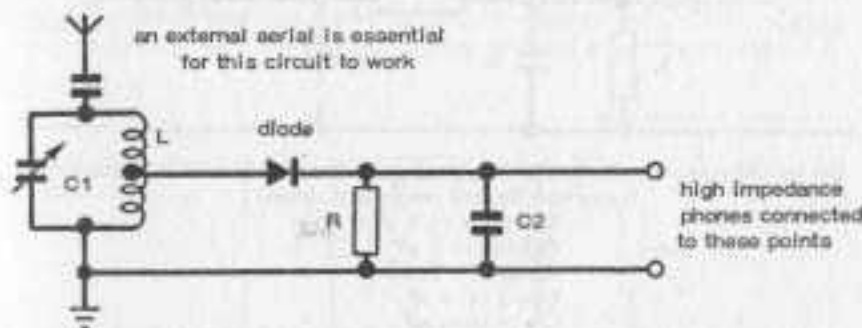 an external aerial is essential
for this circuit to work
L
diode
C1
R
C2
high impedance
phones connected
to these points